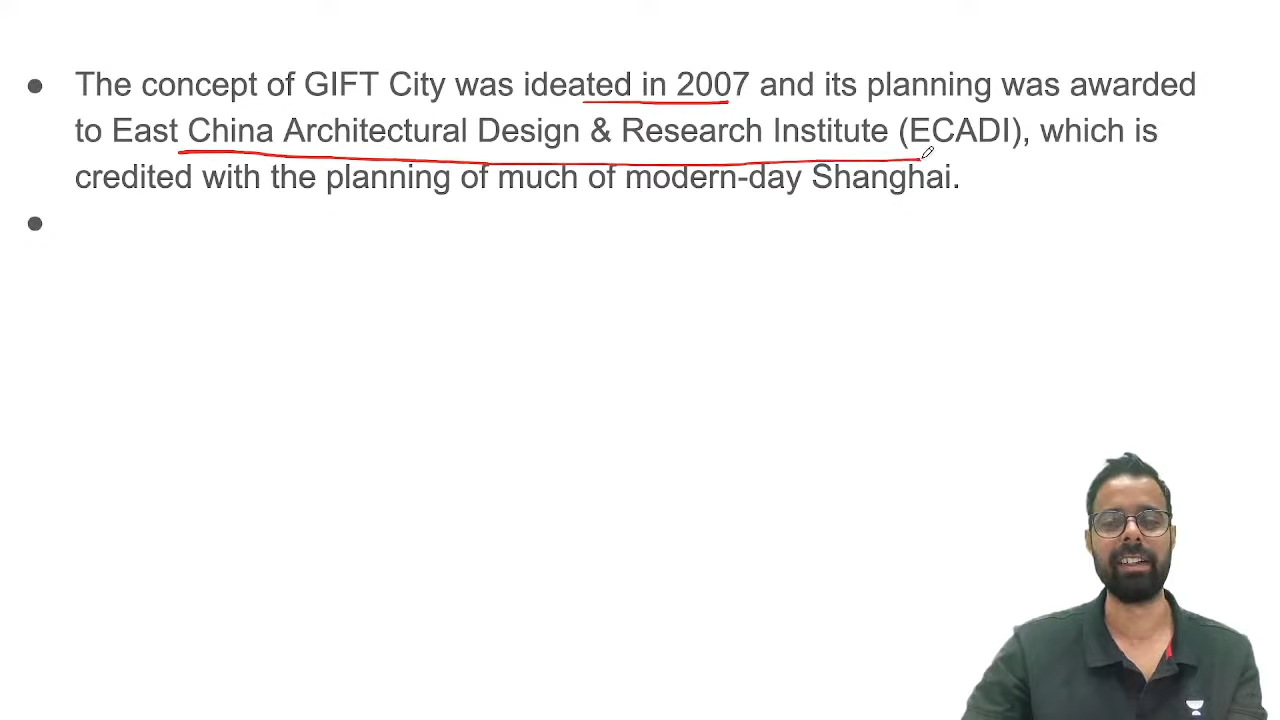 The concept of GIFT City was ideated in 2007 and its planning was awarded
to East China Architectural Design & Research Institute (ECADI), which is
credited with the planning of much of modern-day Shanghai.